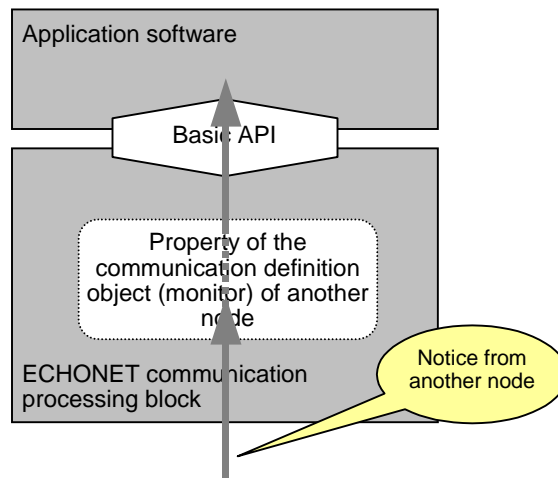 Application software
Basic API
Property of the
communication definition
object (monitor) of another
node
Notice from
another node
ECHONET communication
processing block